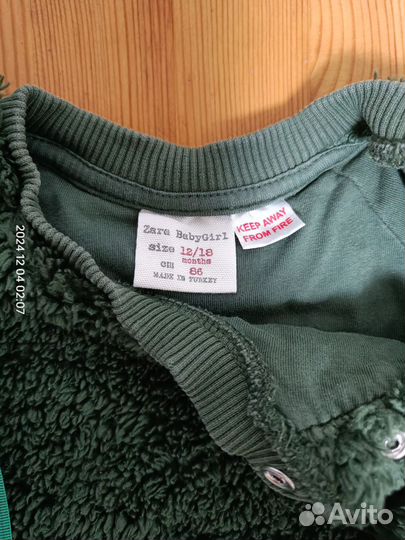 Zara BabyGirl
size 12/18
months
CM 86
MADE IN TURKEY
KEEP AWAY
FROM FIRE
2024 12 04 02:07
Avito